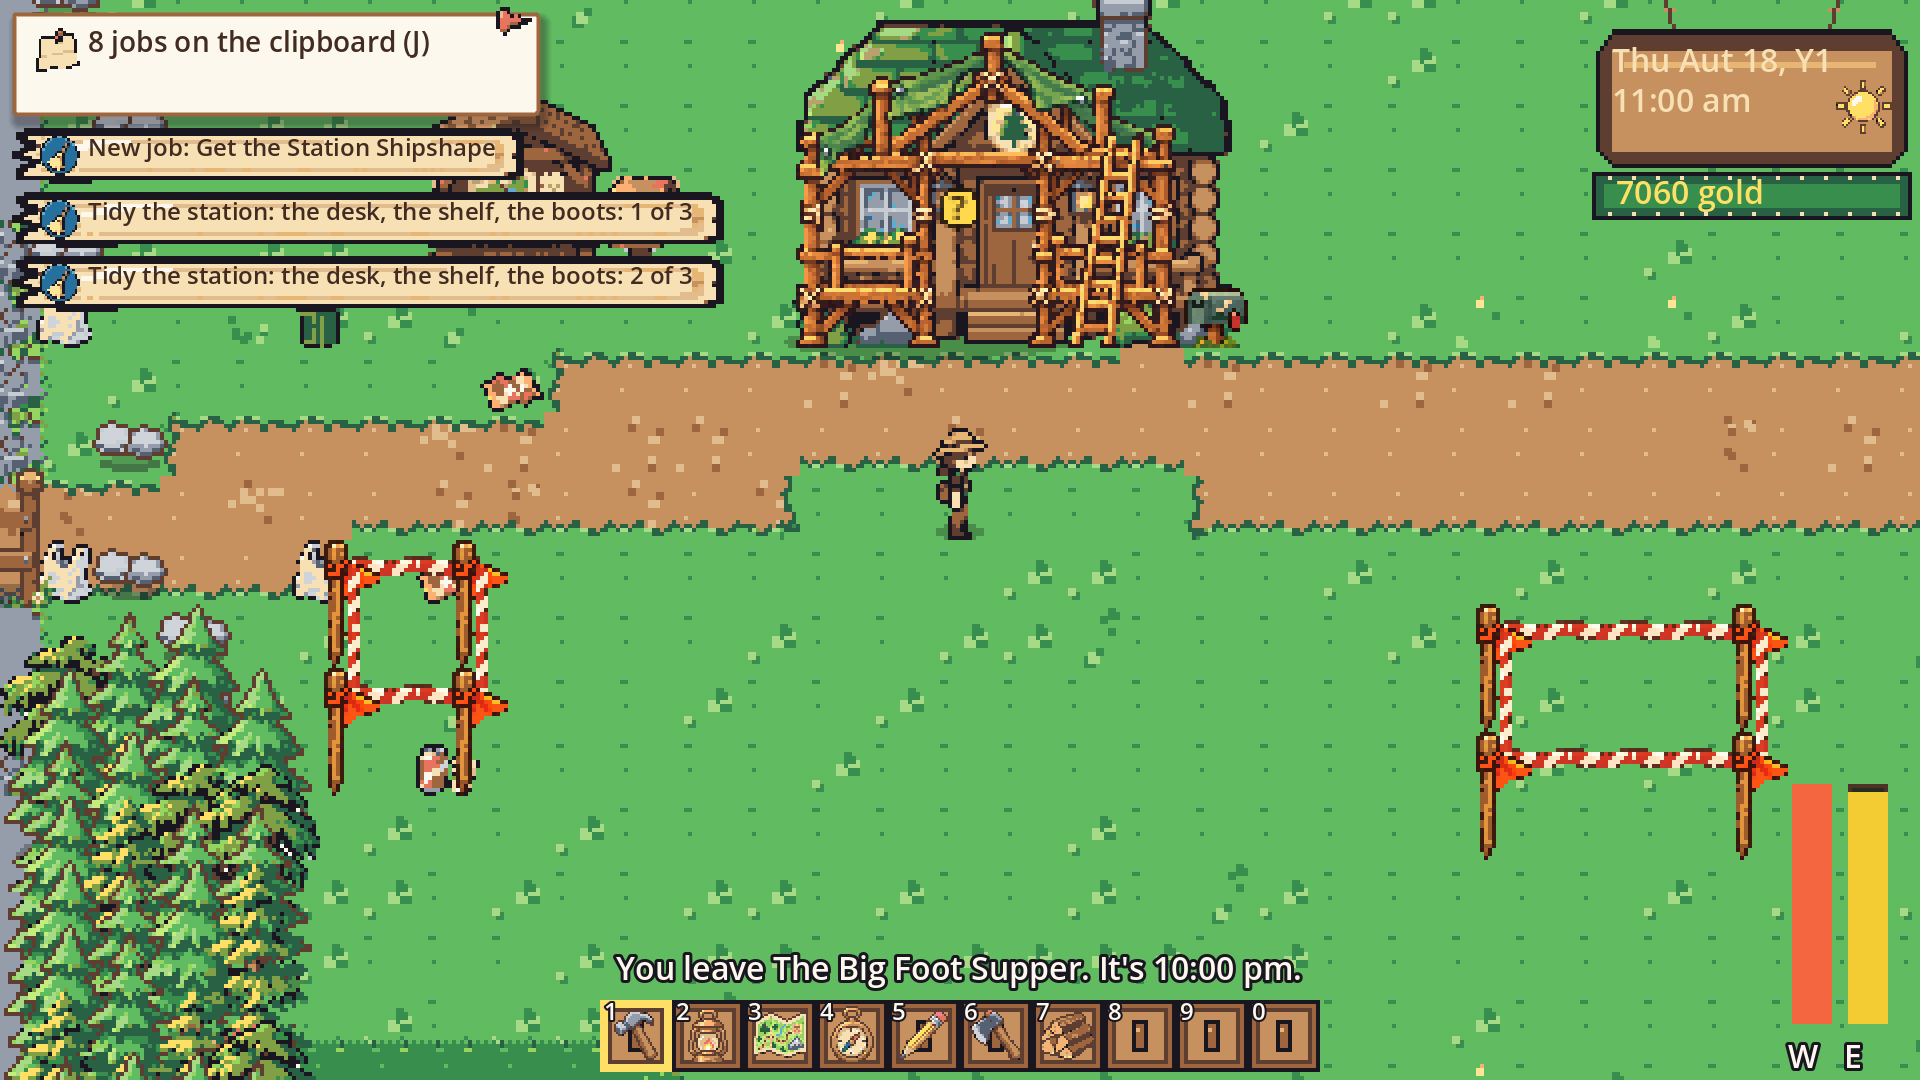 8 jobs on the clipboard (J)
New job: Get the Station Shipshape
Tidy the station: the desk, the shelf, the boots: 1 of 3
Tidy the station: the desk, the shelf, the boots: 2 of 3
Thu Aut 18, Y1
11:00 am
7060 gold
?
You leave The Big Foot Supper. It's 10:00 pm.
1 2 3 4 5 6 7 8 9 0
W E